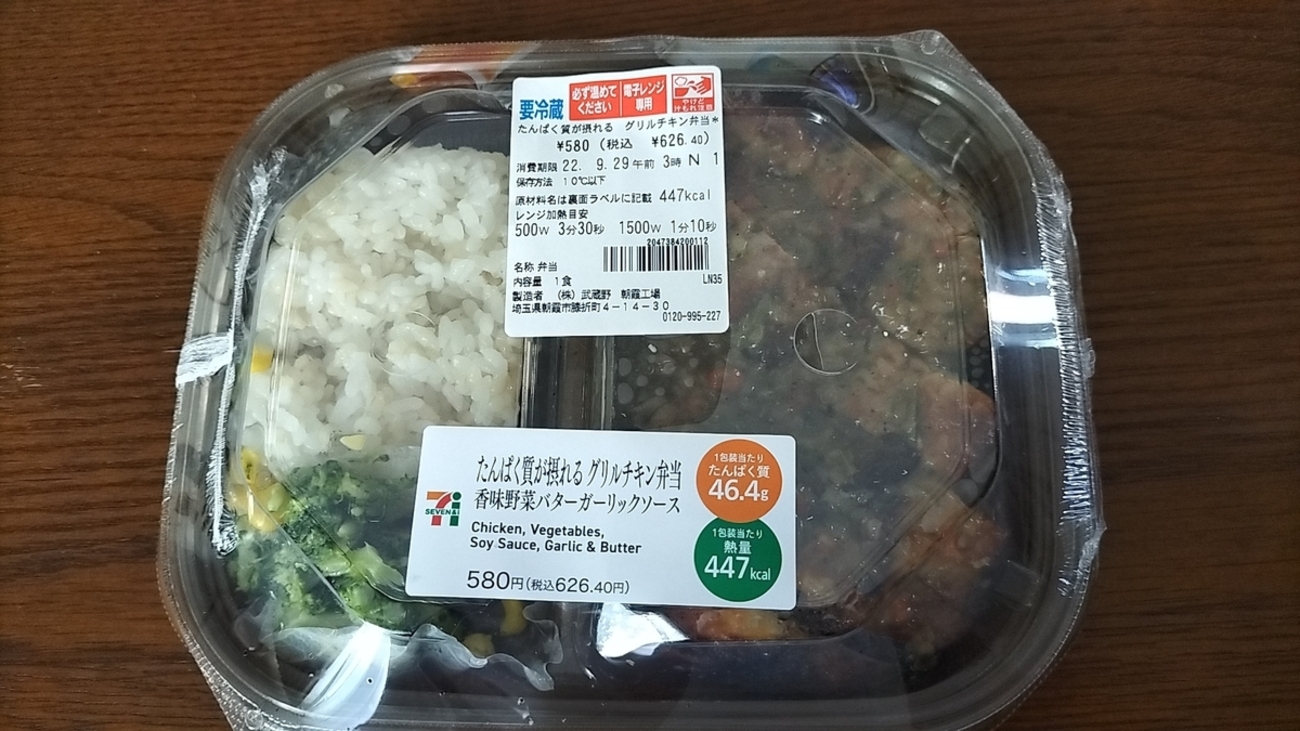 要冷蔵
必ず温めて
ください
電子レンジ
専用
やけど
汁もれ注意
たんぱく質が摂れる グリルチキン弁当*
¥580 (税込 ¥626.40)
消費期限 22. 9.29午前 3時 N 1
保存方法 10℃以下
原材料名は裏面ラベルに記載 447kcal
レンジ加熱目安
500W 3分30秒 1500W 1分10秒
2047384200112
名称 弁当
LN35
内容量 1食
製造者 (株)武蔵野 朝霞工場
埼玉県朝霞市膝折町4-14-30
0120-995-227
たんぱく質が摂れる グリルチキン弁当
香味野菜バターガーリックソース
SEVEN&i
Chicken, Vegetables,
Soy Sauce, Garlic & Butter
580円(税込626.40円)
1包装当たり
たんぱく質
46.4g
1包装当たり
熱量
447kcal